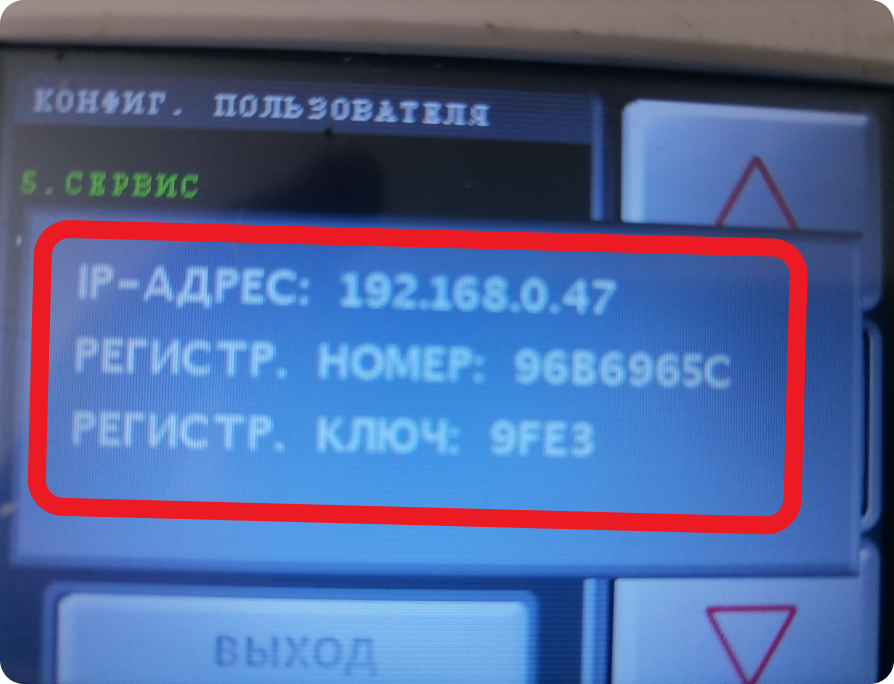 КОНФИГ. ПОЛЬЗОВАТЕЛЯ
5.СЕРВИС
IP-АДРЕС: 192.168.0.47
РЕГИСТР. НОМЕР: 96B6965C
РЕГИСТР. КЛЮЧ: 9FE3
ВЫХОД